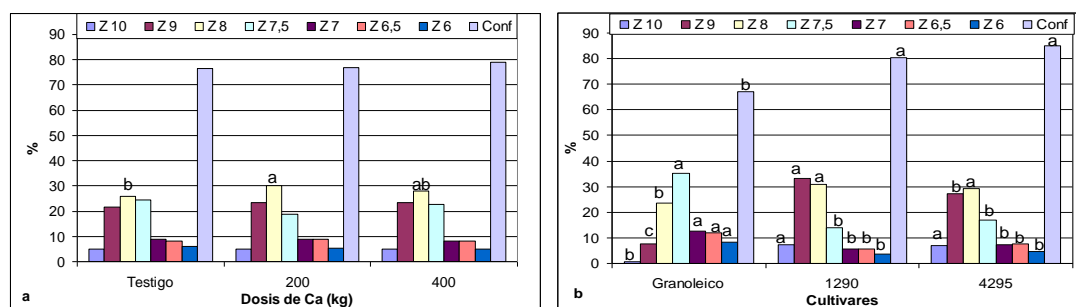 Z 10 Z 9 Z 8 Z 7,5 Z 7 Z 6,5 Z 6 Conf
90
80
70
60
50
40
30
20
10
0
%
b a ab
Testigo 200 400
Dosis de Ca (kg)
a
Z 10 Z 9 Z 8 Z 7,5 Z 7 Z 6,5 Z 6 Conf
90
80
70
60
50
40
30
20
10
0
%
b c b a a a a b
a a a b b b b a
a b a b b b b a
Granoleico 1290 4295
Cultivares
b